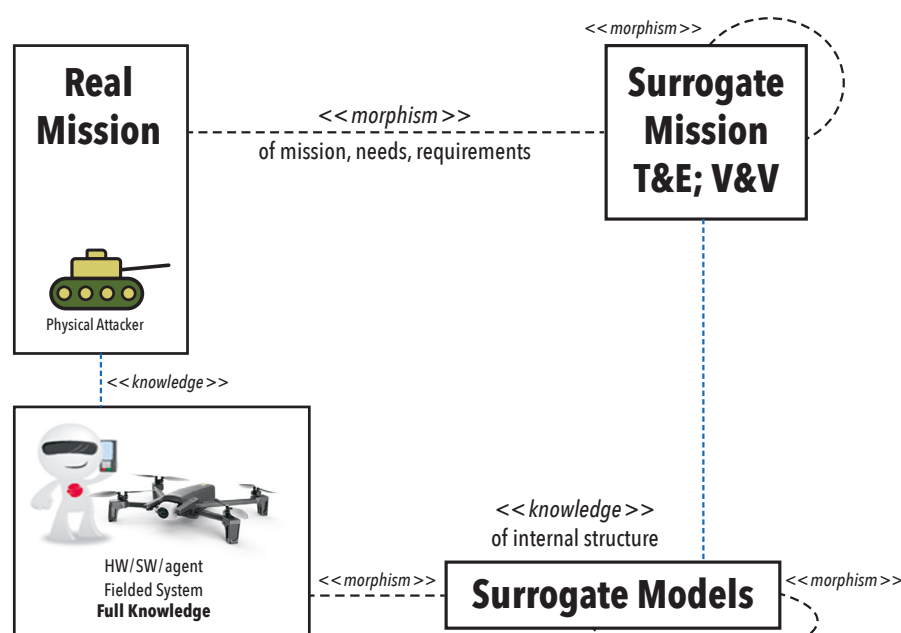 <<morphism>>
Real
Mission
Surrogate
Mission
T&E; V&V
<<morphism>>
of mission, needs, requirements
Physical Attacker
<<knowledge>>
<<knowledge>>
of internal structure
HW/SW/agent
Fielded System
Full Knowledge
<<morphism>>
Surrogate Models
<<morphism>>